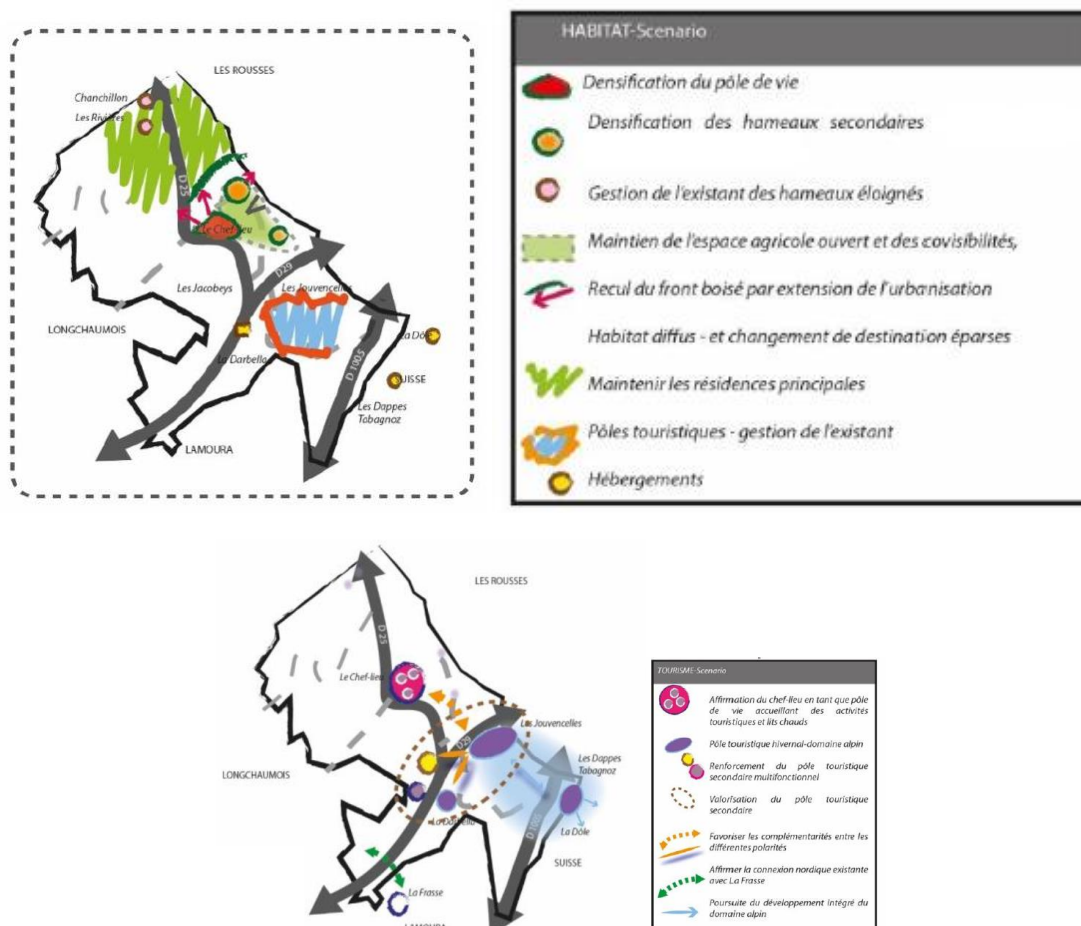 LES ROUSSES
Chanchillon
Les Rivières
D 25
Le Chef-lieu
D29
Les Jacobeys
Les Jouvencelles
LONGCHAUMOIS
La Darbella
La Dôle
D 1005
SUISSE
Les Dappes
Tabagnoz
LAMOURA
HABITAT-Scenario
Densification du pôle de vie
Densification des hameaux secondaires
Gestion de l'existant des hameaux éloignés
Maintien de l'espace agricole ouvert et des covisibilités,
Recul du front boisé par extension de l'urbanisation
Habitat diffus - et changement de destination éparses
Maintenir les résidences principales
Pôles touristiques - gestion de l'existant
Hébergements
LES ROUSSES
D 25
Le Chef-lieu
Les Jouvencelles
D29
Les Dappes
Tabagnoz
LONGCHAUMOIS
La Darbella
La Dôle
D 1005
SUISSE
La Frasse
LAMOURA
TOURISME-Scenario
Affirmation du chef-lieu en tant que pôle
de vie accueillant des activités
touristiques et lits chauds
Pôle touristique hivernal-domaine alpin
Renforcement du pôle touristique
secondaire multifonctionnel
Valorisation du pôle touristique
secondaire
Favoriser les complémentarités entre les
différentes polarités
Affirmer la connexion nordique existante
avec La Frasse
Poursuite du développement intégré du
domaine alpin